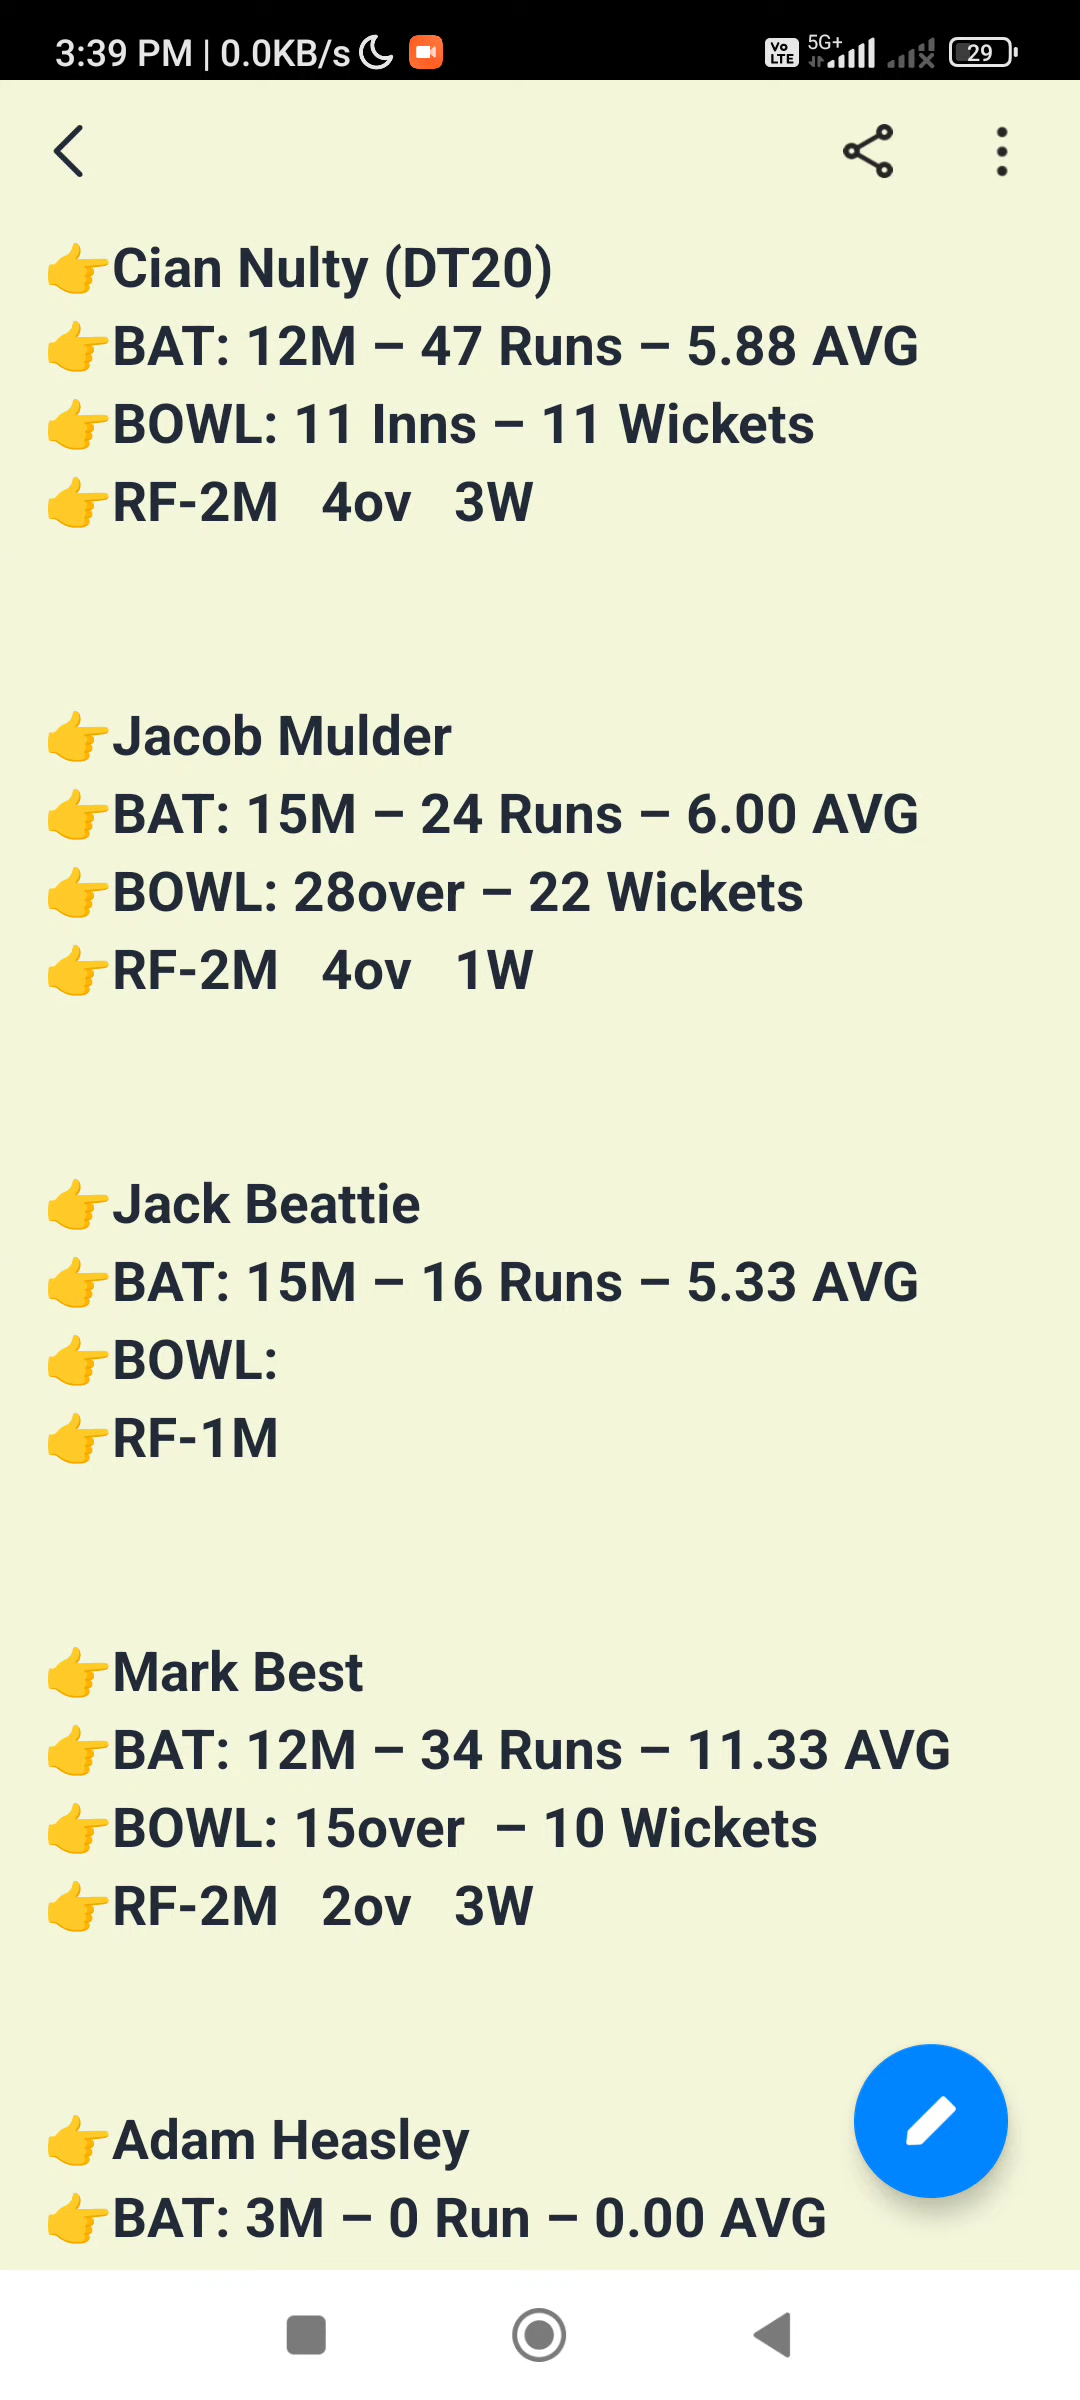 3:39 PM | 0.0KB/s
Vo LTE 5G+ 29
👉Cian Nulty (DT20)
👉BAT: 12M – 47 Runs – 5.88 AVG
👉BOWL: 11 Inns – 11 Wickets
👉RF-2M   4ov   3W
👉Jacob Mulder
👉BAT: 15M – 24 Runs – 6.00 AVG
👉BOWL: 28over – 22 Wickets
👉RF-2M   4ov   1W
👉Jack Beattie
👉BAT: 15M – 16 Runs – 5.33 AVG
👉BOWL:
👉RF-1M
👉Mark Best
👉BAT: 12M – 34 Runs – 11.33 AVG
👉BOWL: 15over  – 10 Wickets
👉RF-2M   2ov   3W
👉Adam Heasley
👉BAT: 3M – 0 Run – 0.00 AVG